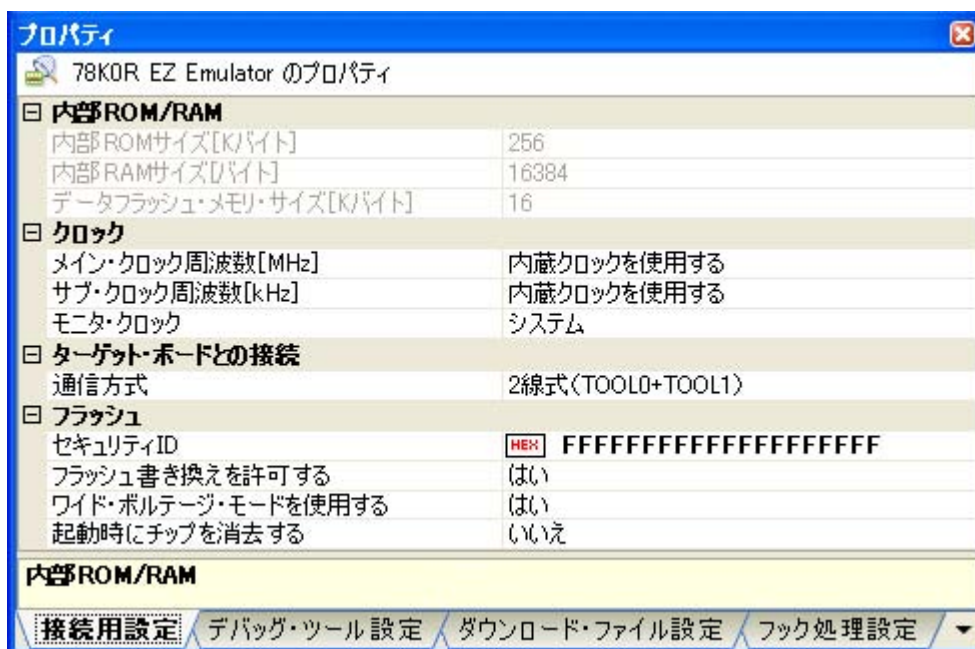 プロパティ
78K0R EZ Emulator のプロパティ
内部ROM/RAM
内部ROMサイズ[Kバイト] 256
内部RAMサイズ[バイト] 16384
データフラッシュ・メモリ・サイズ[Kバイト] 16
クロック
メイン・クロック周波数[MHz] 内蔵クロックを使用する
サブ・クロック周波数[kHz] 内蔵クロックを使用する
モニタ・クロック システム
ターゲット・ボードとの接続
通信方式 2線式(TOOL0+TOOL1)
フラッシュ
セキュリティID HEX FFFFFFFFFFFFFFFFFFFF
フラッシュ書き換えを許可する はい
ワイド・ボルテージ・モードを使用する はい
起動時にチップを消去する いいえ
内部ROM/RAM
接続用設定 デバッグ・ツール設定 ダウンロード・ファイル設定 フック処理設定